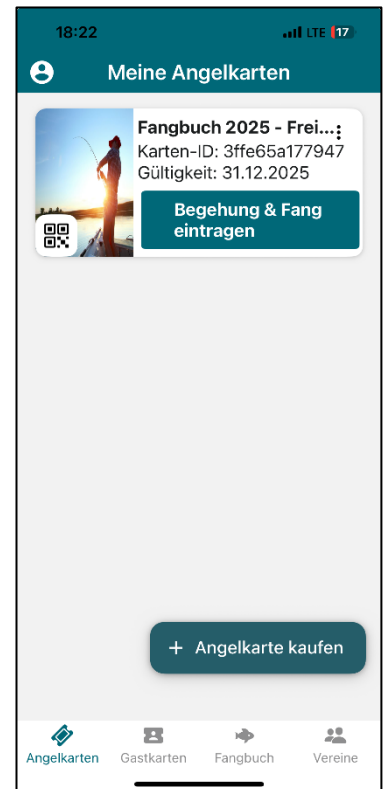 18:22
LTE 17
Meine Angelkarten
Fangbuch 2025 - Frei...
Karten-ID: 3ffe65a177947
Gültigkeit: 31.12.2025
Begehung & Fang
eintragen
+ Angelkarte kaufen
Angelkarten Gastkarten Fangbuch Vereine